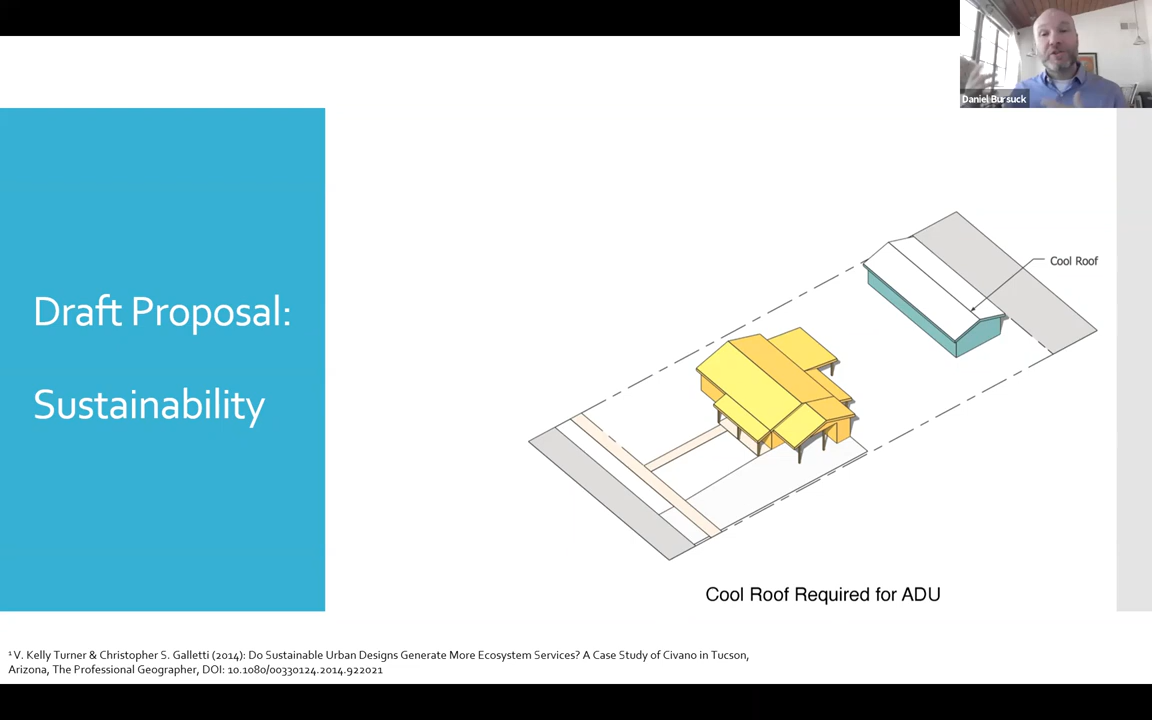 Daniel Bursuck
Draft Proposal:
Sustainability
Cool Roof
Cool Roof Required for ADU
¹ V. Kelly Turner & Christopher S. Galletti (2014): Do Sustainable Urban Designs Generate More Ecosystem Services? A Case Study of Civano in Tucson,
Arizona, The Professional Geographer, DOI: 10.1080/00330124.2014.922021